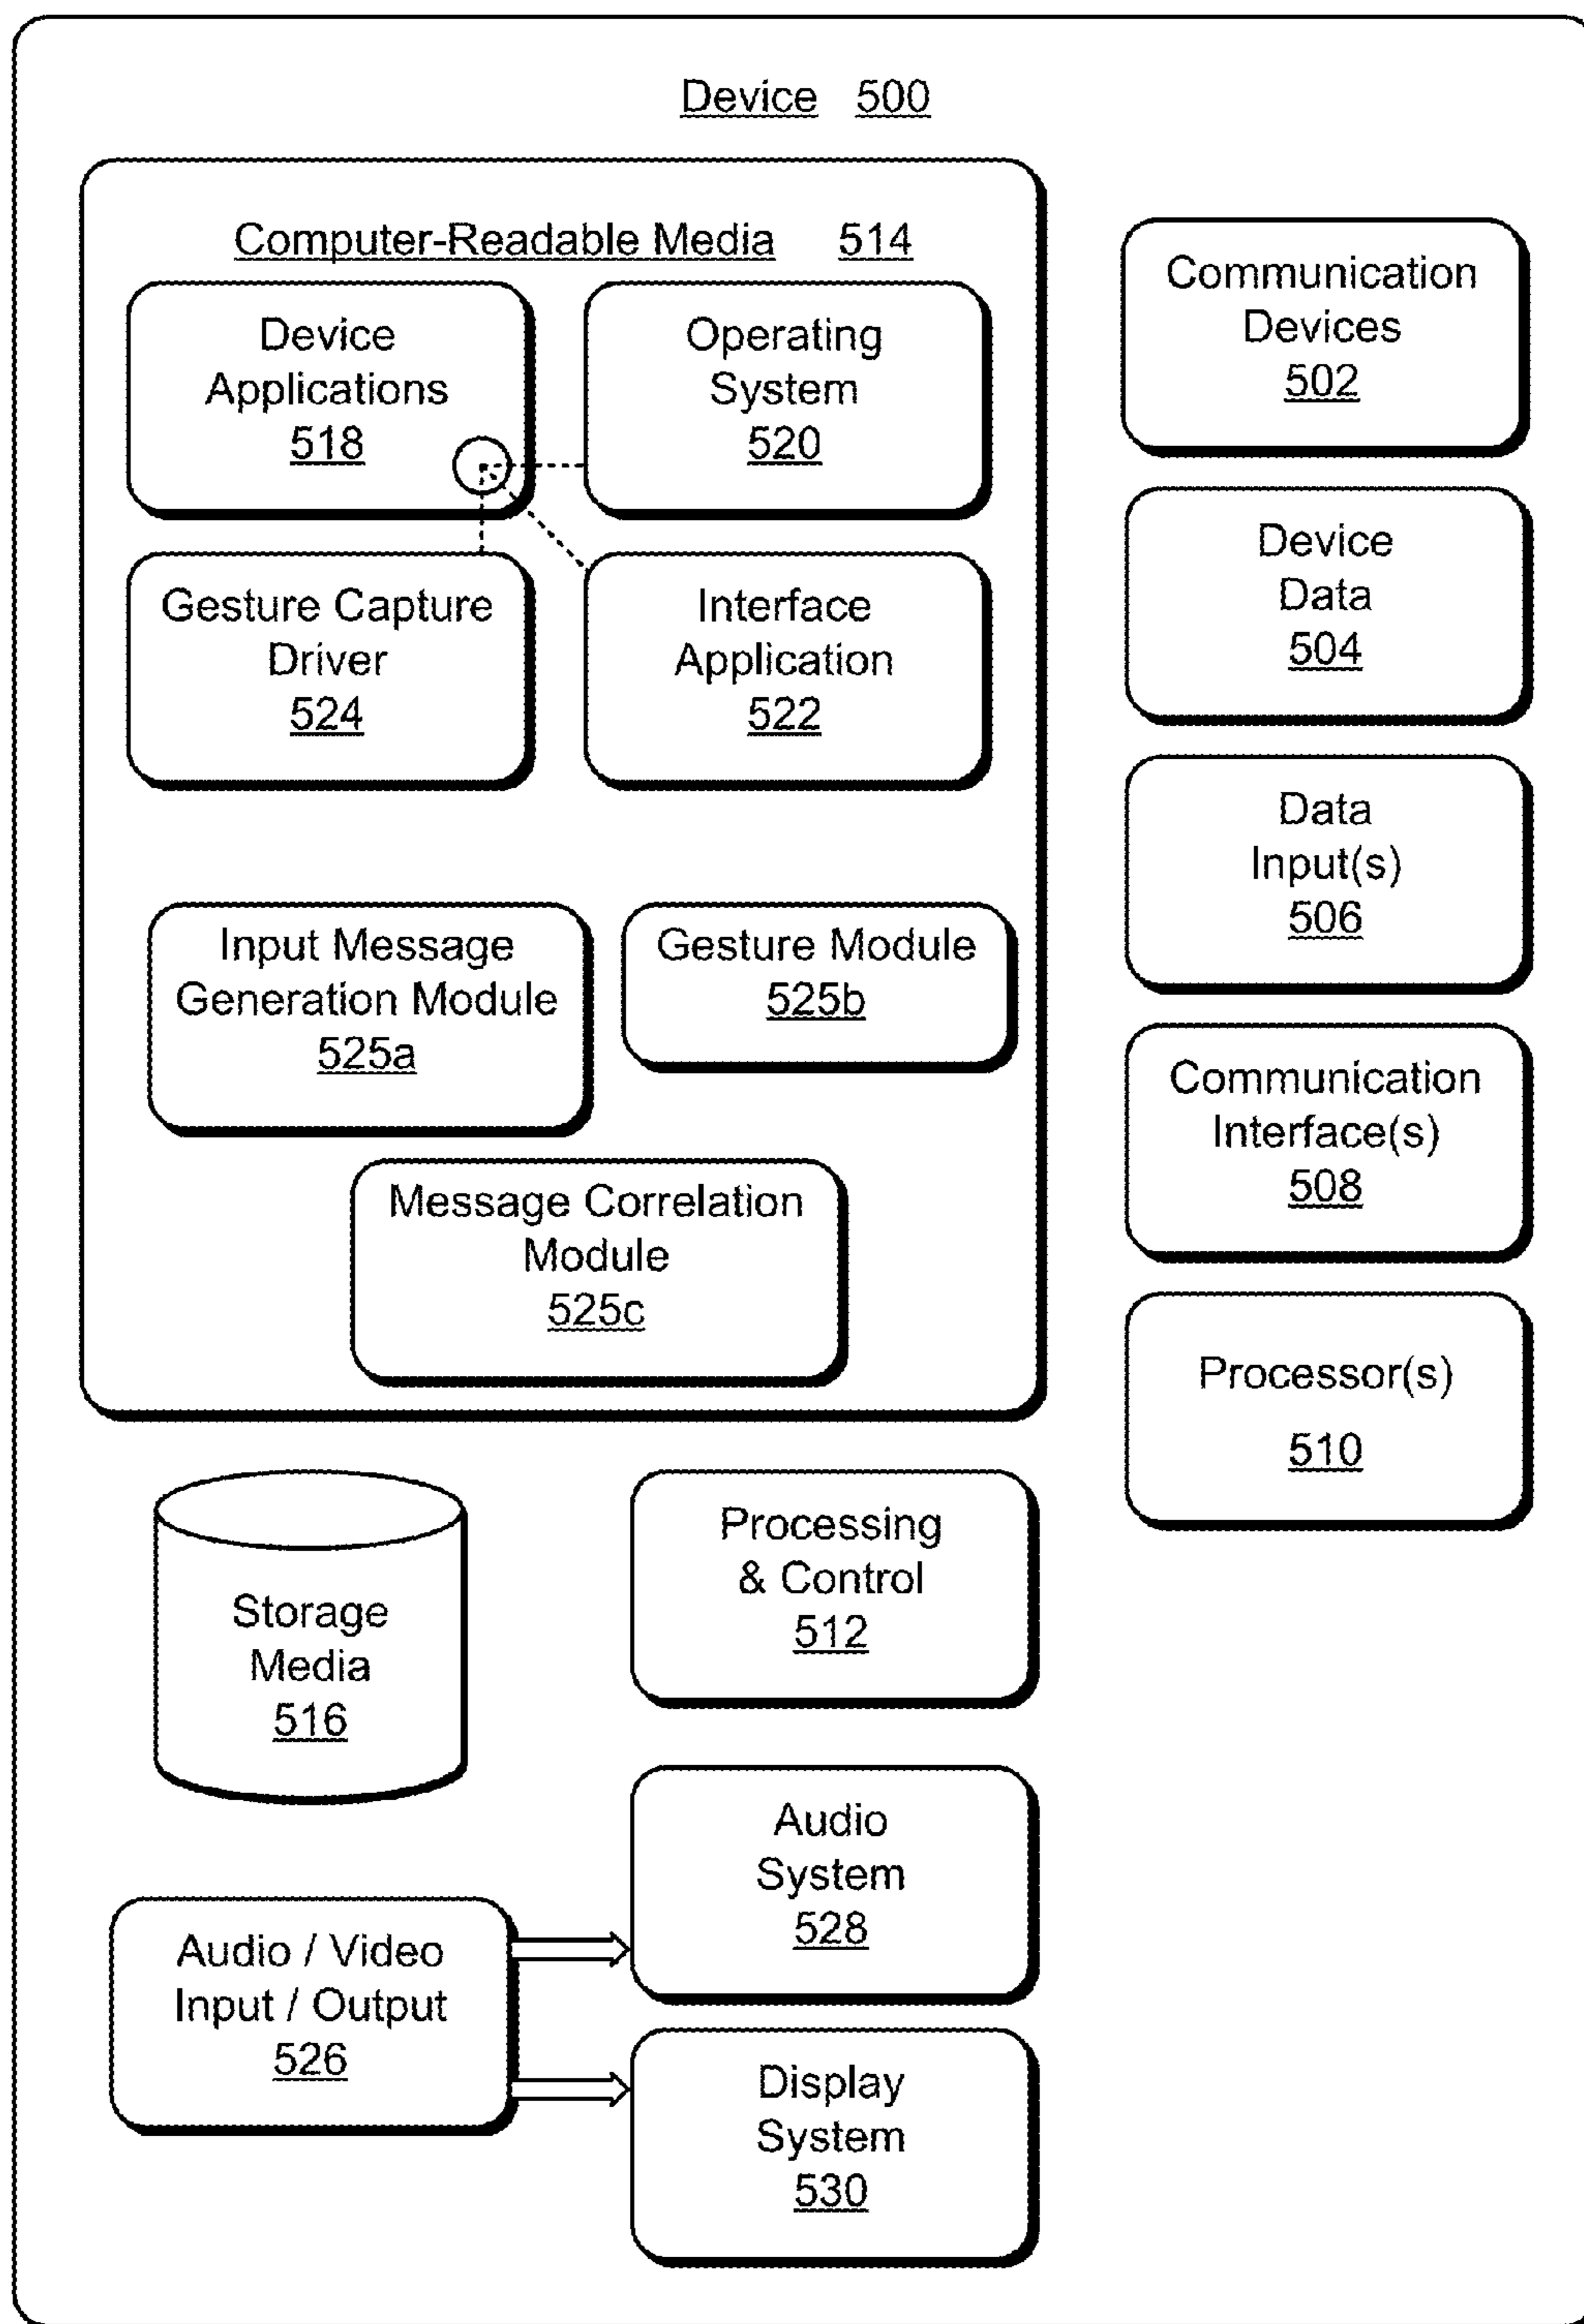 Device 500
Computer-Readable Media 514
Device
Applications
518
Operating
System
520
Gesture Capture
Driver
524
Interface
Application
522
Input Message
Generation Module
525a
Gesture Module
525b
Message Correlation
Module
525c
Communication
Devices
502
Device
Data
504
Data
Input(s)
506
Communication
Interface(s)
508
Processor(s)
510
Storage
Media
516
Processing
& Control
512
Audio / Video
Input / Output
526
Audio
System
528
Display
System
530